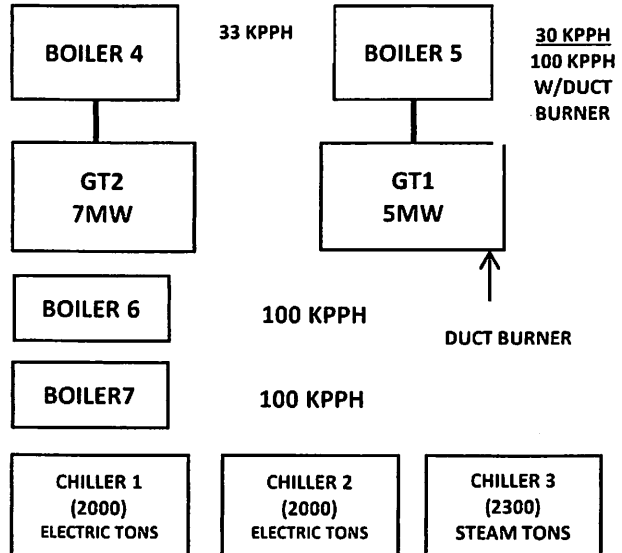 BOILER 4
33 KPPH
BOILER 5
30 KPPH
100 KPPH
W/DUCT
BURNER
GT2
7MW
GT1
5MW
BOILER 6
100 KPPH
DUCT BURNER
BOILER7
100 KPPH
CHILLER 1
(2000)
ELECTRIC TONS
CHILLER 2
(2000)
ELECTRIC TONS
CHILLER 3
(2300)
STEAM TONS